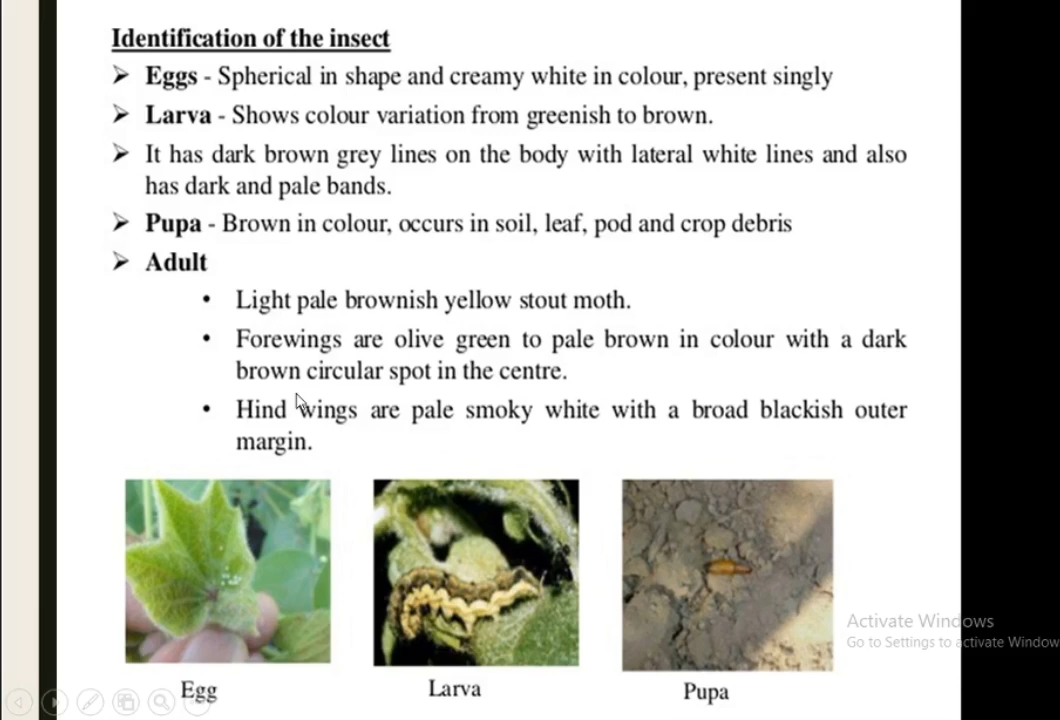 Identification of the insect
➢ Eggs - Spherical in shape and creamy white in colour, present singly
➢ Larva - Shows colour variation from greenish to brown.
➢ It has dark brown grey lines on the body with lateral white lines and also
has dark and pale bands.
➢ Pupa - Brown in colour, occurs in soil, leaf, pod and crop debris
➢ Adult
• Light pale brownish yellow stout moth.
• Forewings are olive green to pale brown in colour with a dark
brown circular spot in the centre.
• Hind wings are pale smoky white with a broad blackish outer
margin.
Egg
Larva
Pupa
Activate Windows
Go to Settings to activate Window